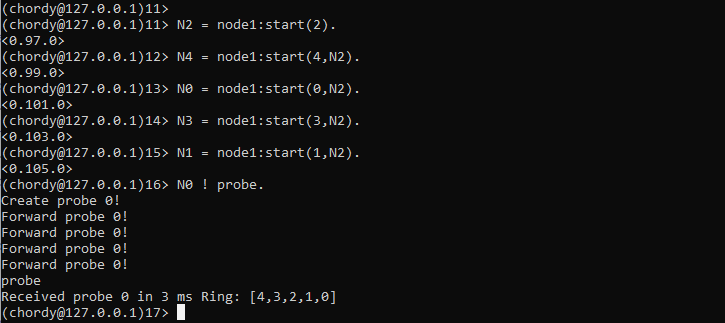 (chordy@127.0.0.1)11>
(chordy@127.0.0.1)11> N2 = node1:start(2).
<0.97.0>
(chordy@127.0.0.1)12> N4 = node1:start(4,N2).
<0.99.0>
(chordy@127.0.0.1)13> N0 = node1:start(0,N2).
<0.101.0>
(chordy@127.0.0.1)14> N3 = node1:start(3,N2).
<0.103.0>
(chordy@127.0.0.1)15> N1 = node1:start(1,N2).
<0.105.0>
(chordy@127.0.0.1)16> N0 ! probe.
Create probe 0!
Forward probe 0!
Forward probe 0!
Forward probe 0!
Forward probe 0!
probe
Received probe 0 in 3 ms Ring: [4,3,2,1,0]
(chordy@127.0.0.1)17>